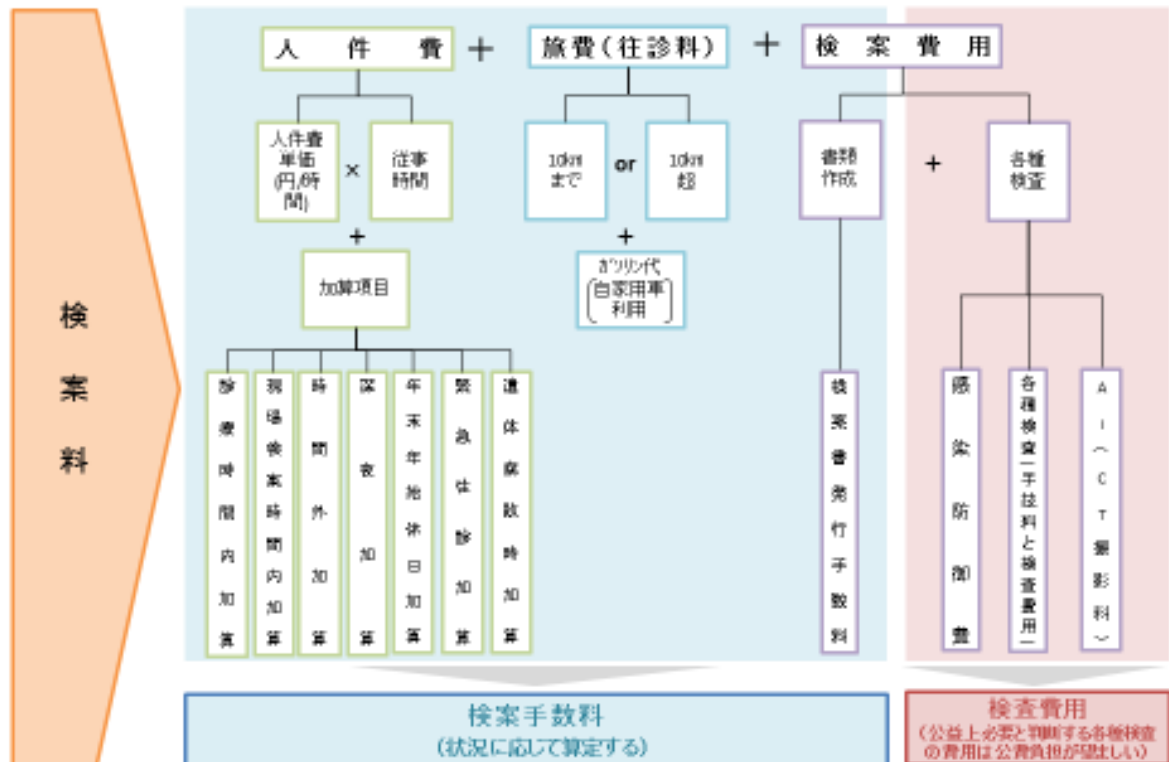 検案料
人件費 + 旅費(往診料) + 検案費用
人件費
単価
(円/時
間)
×
従事
時間
10km
まで
or
10km
超
書類
作成
+
各種
検査
+
加算項目
+
ガソリン代
自家用車
利用
診療時間内加算
現場検案時間内加算
時間外加算
深夜加算
年末年始休日加算
緊急往診加算
遺体腐敗時加算
検案書発行手数料
感染防御費
各種検査(手技料と検査費用)
AI(CT撮影料)
検案手数料
(状況に応じて算定する)
検査費用
(公益上必要と判断する各種検査
の費用は公費負担が望ましい)